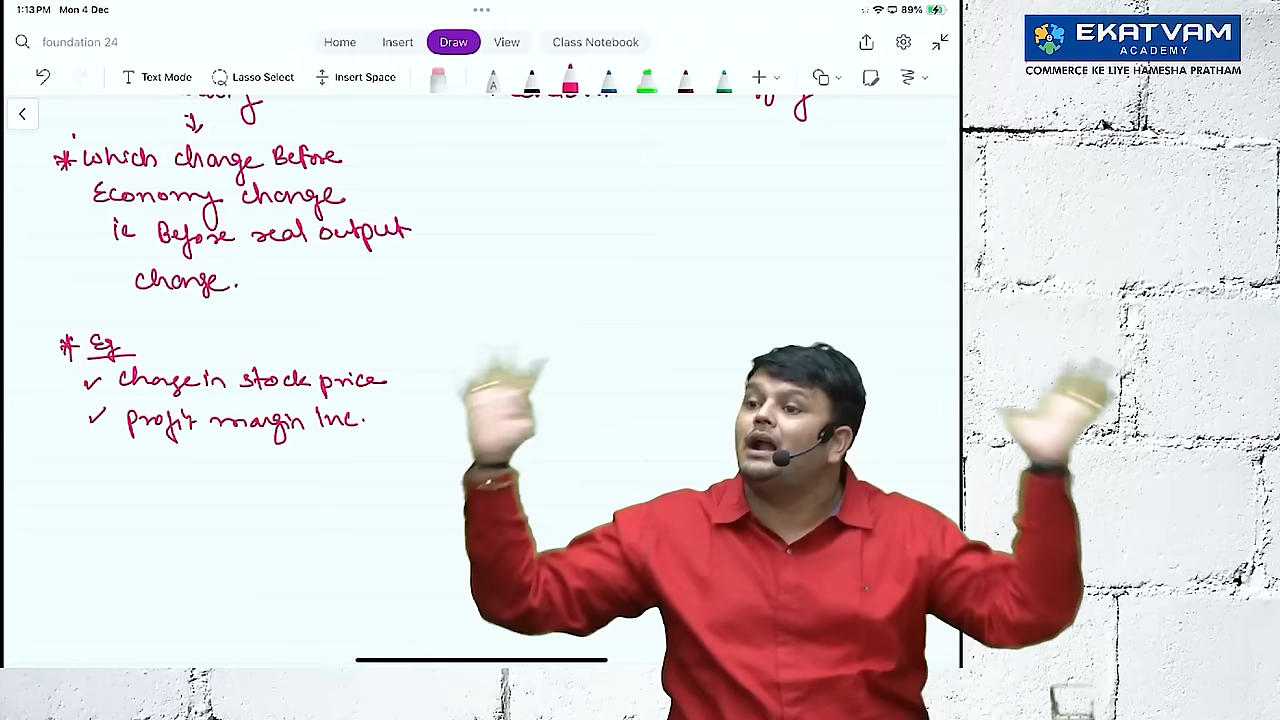 1:13PM Mon 4 Dec
89%
foundation 24
Home Insert Draw View Class Notebook
Text Mode Lasso Select Insert Space
* which change Before
Economy change
ie Before real output
change.
* Eg
✓ change in stock price
✓ profit margin Inc.
EKATVAM
ACADEMY
COMMERCE KE LIYE HAMESHA PRATHAM